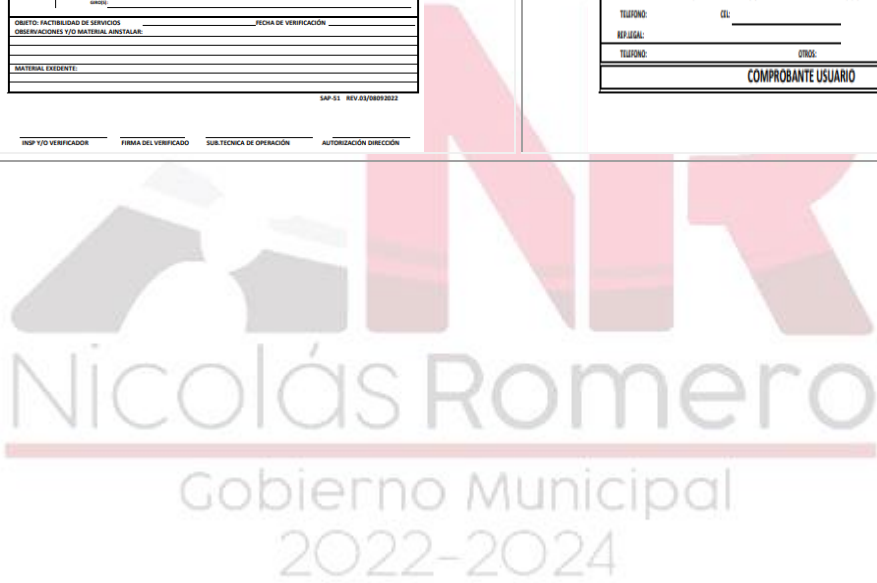 GIRO(S):
OBJETO: FACTIBILIDAD DE SERVICIOS FECHA DE VERIFICACIÓN
OBSERVACIONES Y/O MATERIAL AINSTALAR:
MATERIAL EXEDENTE:
SAP-51 REV.03/08092022
INSP Y/O VERIFICADOR FIRMA DEL VERIFICADO SUB.TECNICA DE OPERACIÓN AUTORIZACIÓN DIRECCIÓN
TELEFONO: CEL:
REP.LEGAL:
TELEFONO: OTROS:
COMPROBANTE USUARIO
NR
Nicolás Romero
Gobierno Municipal
2022-2024